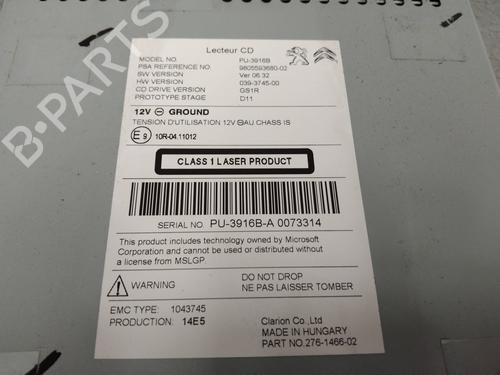 Lecteur CD
MODEL NO. PU-3916B
PSA REFERENCE NO. 9805593680-02
SW VERSION Ver 06.32
HW VERSION 039-3745-00
CD DRIVE VERSION GS1R
PROTOTYPE STAGE D11
12V ⊖ GROUND
TENSION D'UTILISATION 12V ⊖AU CHASS IS
E9 10R-04.11012
CLASS 1 LASER PRODUCT
SERIAL NO. PU-3916B-A 0073314
This product includes technology owned by Microsoft
Corporation and cannot be used or distributed without
a license from MSLGP.
WARNING
DO NOT DROP
NE PAS LAISSER TOMBER
EMC TYPE: 1043745
PRODUCTION: 14E5
Clarion Co.,Ltd
MADE IN HUNGARY
PART NO. 276-1466-02